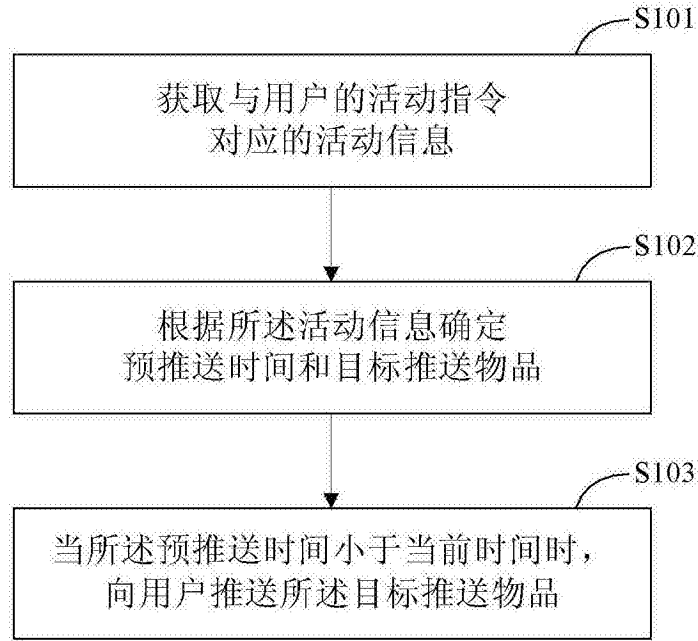 S101
获取与用户的活动指令
对应的活动信息
S102
根据所述活动信息确定
预推送时间和目标推送物品
S103
当所述预推送时间小于当前时间时，
向用户推送所述目标推送物品